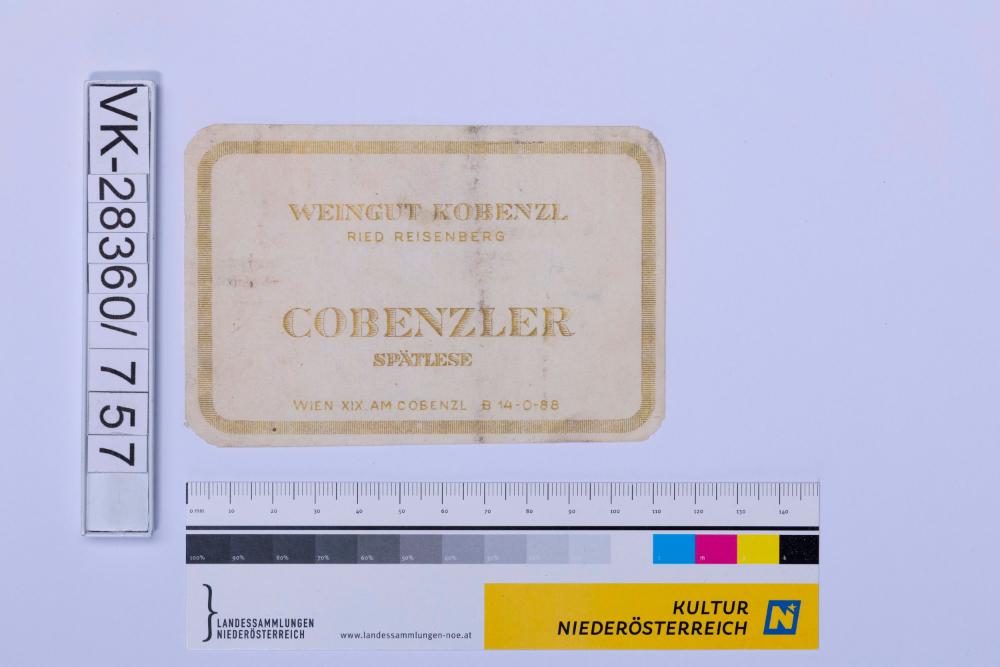 VK-28360/757
WEINGUT KOBENZL
RIED REISENBERG
COBENZLER
SPÄTLESE
WIEN XIX. AM COBENZL B 14-0-88
0 mm 10 20 30 40 50 60 70 80 90 100 110 120 130 140
100% 90% 80% 70% 60% 50% 40% 30% 20% 10% c m y k
LANDESSAMMLUNGEN
NIEDERÖSTERREICH
www.landessammlungen-noe.at
KULTUR
NIEDERÖSTERREICH
N